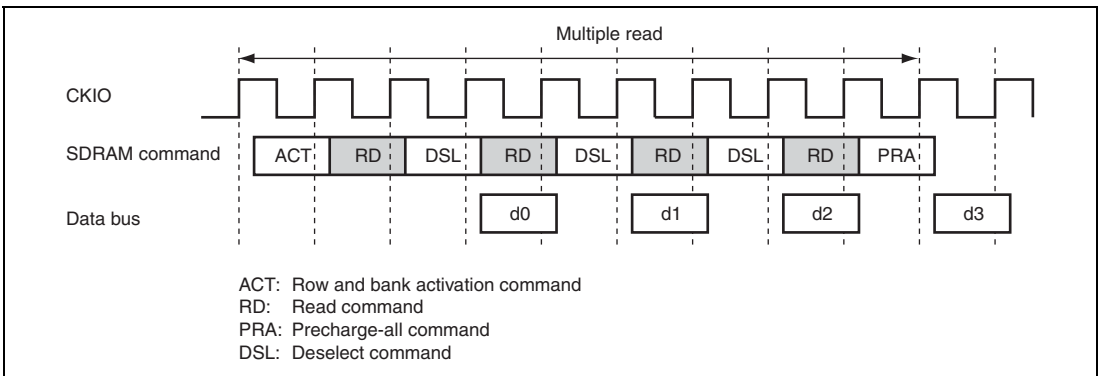 Multiple read
CKIO
SDRAM command ACT RD DSL RD DSL RD DSL RD PRA
Data bus d0 d1 d2 d3
ACT: Row and bank activation command
RD: Read command
PRA: Precharge-all command
DSL: Deselect command